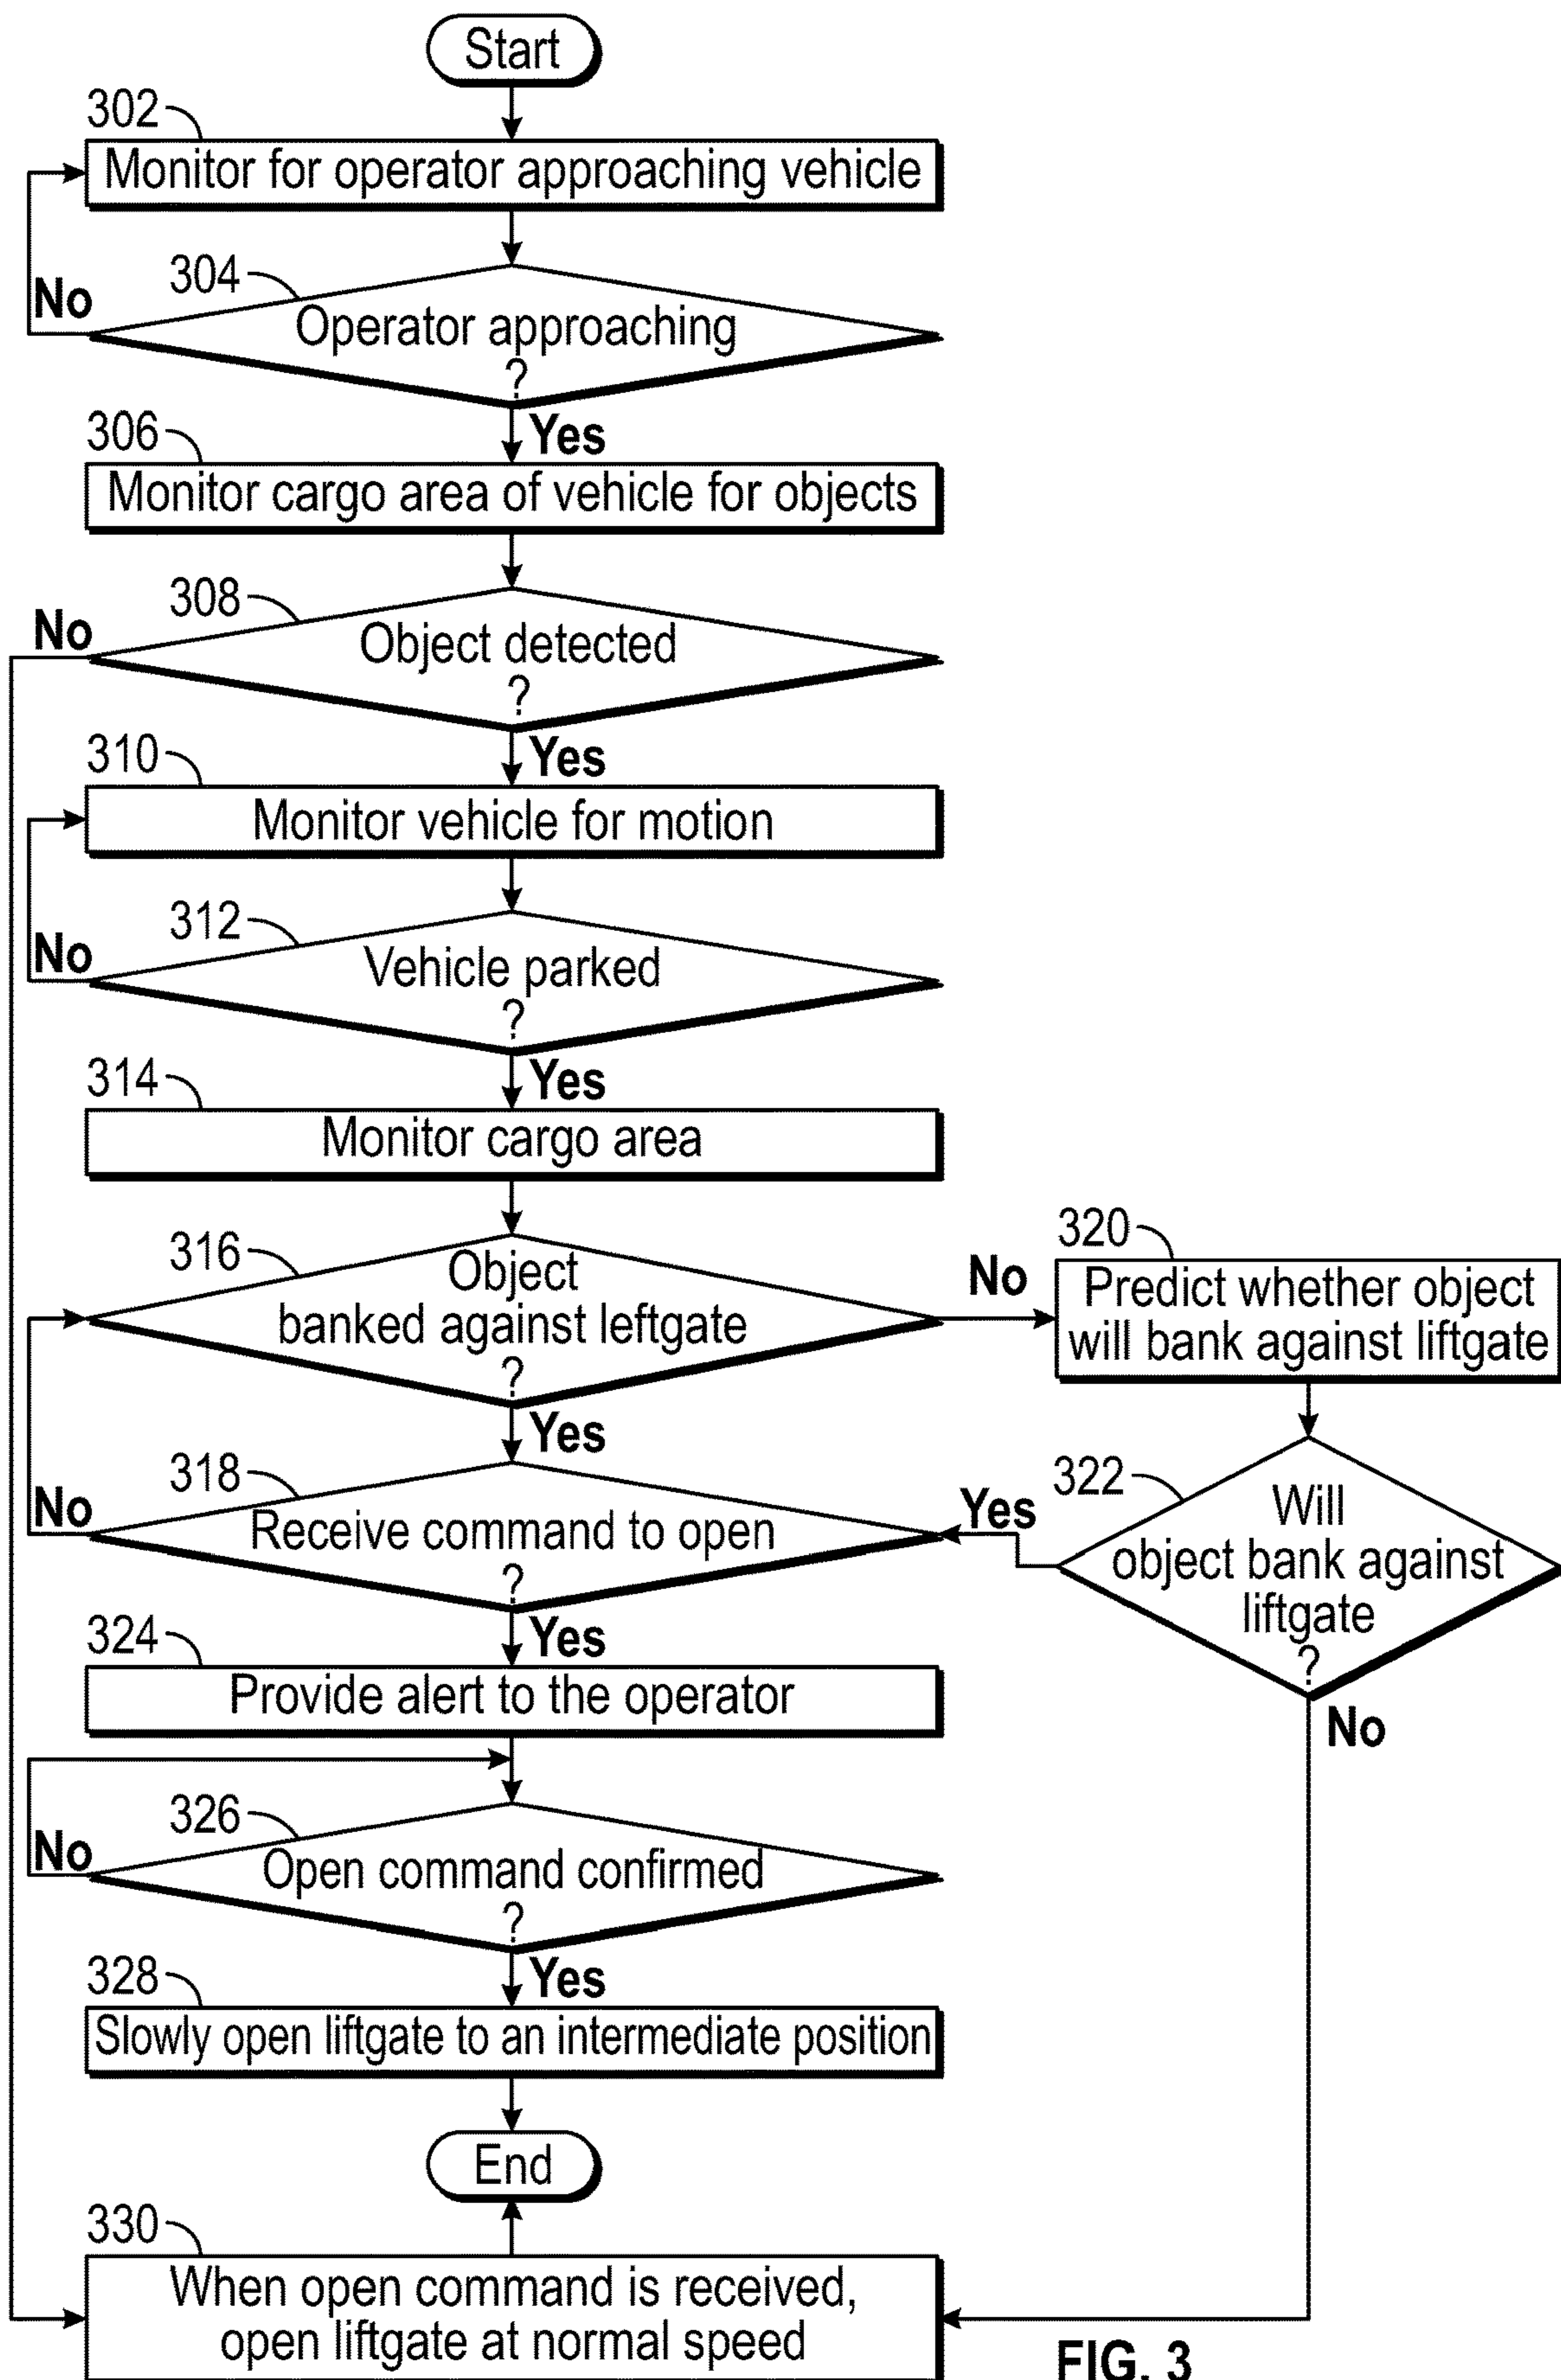 Start
302
Monitor for operator approaching vehicle
304
No
Operator approaching
?
Yes
306
Monitor cargo area of vehicle for objects
308
No
Object detected
?
Yes
310
Monitor vehicle for motion
312
No
Vehicle parked
?
Yes
314
Monitor cargo area
316
Object
banked against leftgate
?
No
Yes
320
Predict whether object
will bank against liftgate
318
No
Receive command to open
?
Yes
322
Yes
Will
object bank against
liftgate
?
No
324
Provide alert to the operator
326
No
Open command confirmed
?
Yes
328
Slowly open liftgate to an intermediate position
End
330
When open command is received,
open liftgate at normal speed
FIG. 3